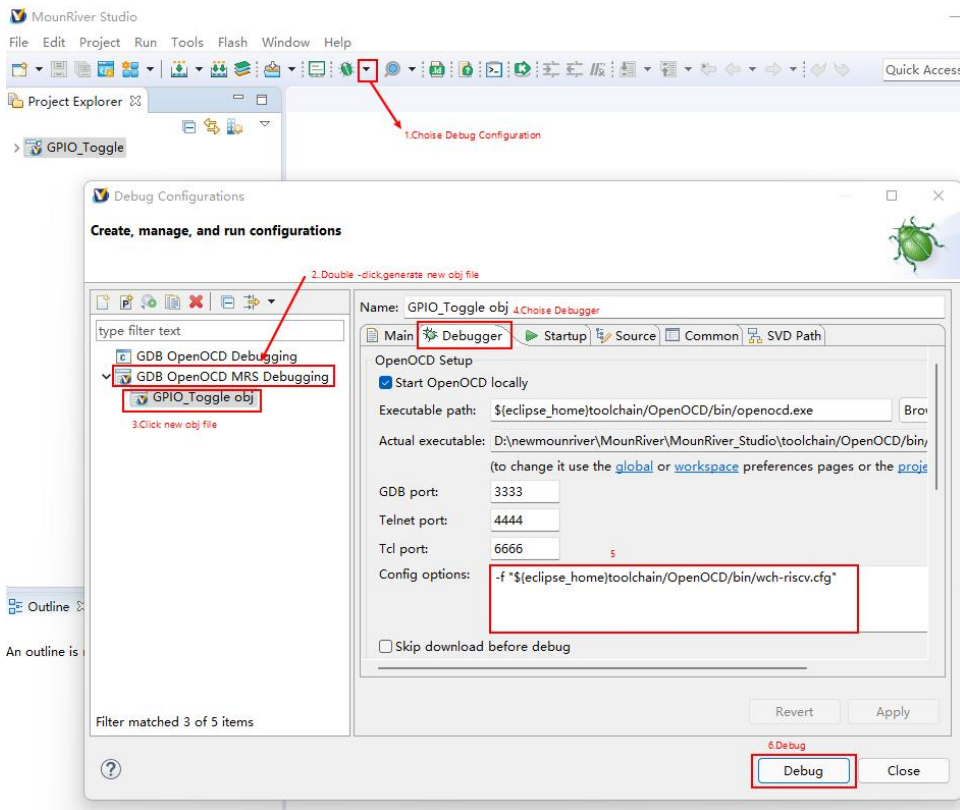 MounRiver Studio
File Edit Project Run Tools Flash Window Help
Quick Access
Project Explorer
1.Choise Debug Configuration
GPIO_Toggle
Debug Configurations
Create, manage, and run configurations
2.Double -click,generate new obj file
Name: GPIO_Toggle obj
4.Choise Debugger
type filter text
Main Debugger Startup Source Common SVD Path
GDB OpenOCD Debugging
GDB OpenOCD MRS Debugging
GPIO_Toggle obj
3.Click new obj file
OpenOCD Setup
Start OpenOCD locally
Executable path: ${eclipse_home}toolchain/OpenOCD/bin/openocd.exe
Actual executable: D:\newmounriver\MounRiver\MounRiver_Studio\toolchain/OpenOCD/bin/
(to change it use the global or workspace preferences pages or the
GDB port: 3333
Telnet port: 4444
Tcl port: 6666
5
Config options: -f "${eclipse_home}toolchain/OpenOCD/bin/wch-riscv.cfg"
Skip download before debug
Outline
An outline is
Filter matched 3 of 5 items
Revert Apply
6.Debug
Debug Close